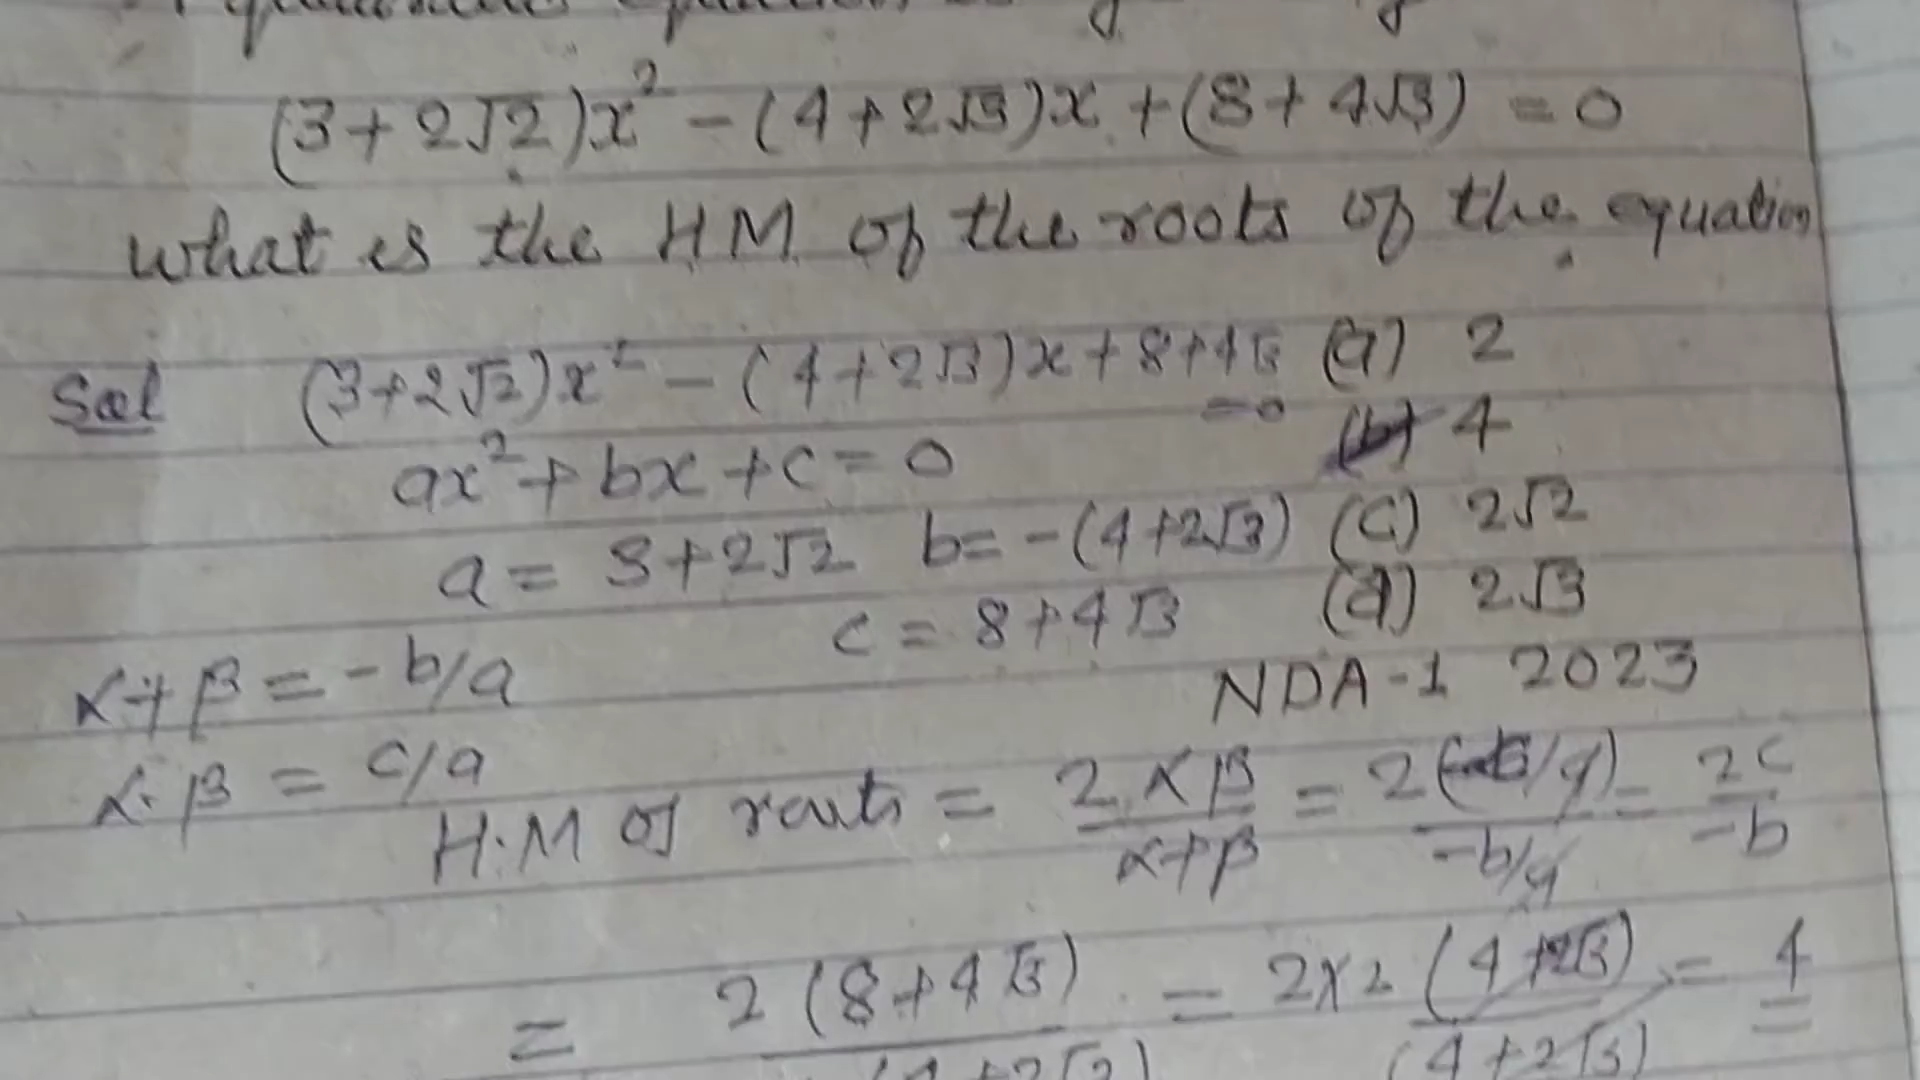 (3+2√2)x² - (4+2√3)x + (8+4√3) = 0
what is the HM of the roots of the equation
Sol (3+2√2)x² - (4+2√3)x + 8+4√3 = 0 (a) 2
ax² + bx + c = 0 (b) 4
a = 3+2√2 b = -(4+2√3) (c) 2√2
c = 8+4√3 (d) 2√3
α+β = -b/a NDA-1 2023
α.β = c/a
H.M of roots = 2αβ/α+β = 2(c/a)/-b/a = 2c/-b
= 2(8+4√3)/(4+2√3) = 2×2(4+2√3)/(4+2√3) = 4